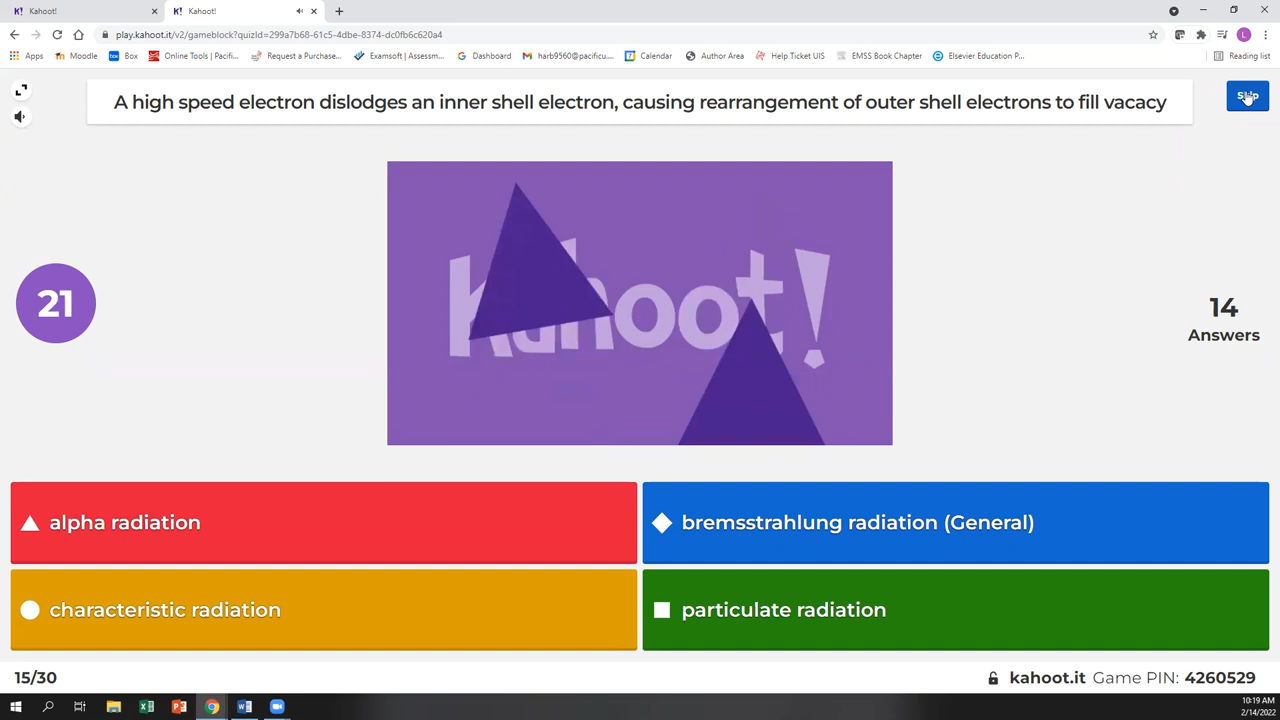 K! Kahoot!
K! Kahoot!
play.kahoot.it/v2/gameblock?quizId=299a7b68-61c5-4dbe-8374-dc0fb6c620a4
L
Apps Moodle box Box Online Tools | Pacifi... Request a Purchase... Examsoft | Assessm... Dashboard harb9560@pacificu... Calendar Author Area Help Ticket UIS EMSS Book Chapter Elsevier Education P... Reading list
A high speed electron dislodges an inner shell electron, causing rearrangement of outer shell electrons to fill vacacy
Skip
21
14
Answers
alpha radiation
bremsstrahlung radiation (General)
characteristic radiation
particulate radiation
15/30
kahoot.it Game PIN: 4260529
10:19 AM
2/14/2022